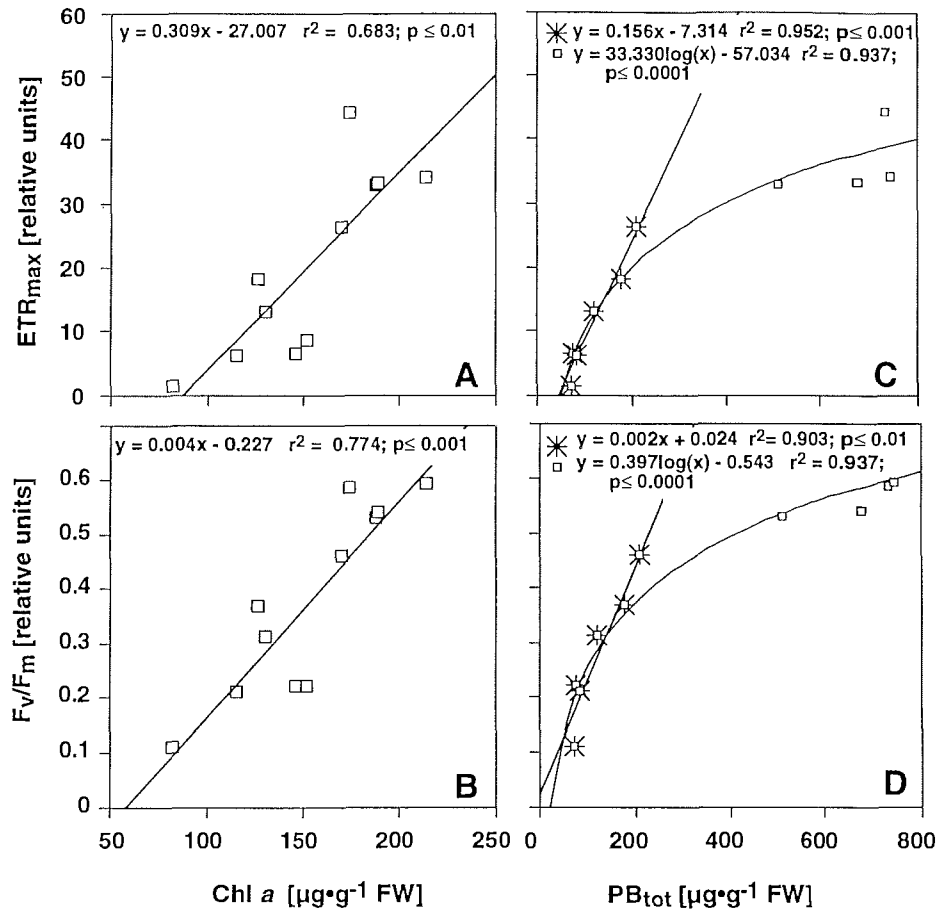 y = 0.309x - 27.007 r² = 0.683; p ≤ 0.01
60
50
40
30
20
10
0
ETRmax [relative units]
A
y = 0.156x - 7.314 r² = 0.952; p≤ 0.001
y = 33.330log(x) - 57.034 r² = 0.937;
p≤ 0.0001
C
y = 0.004x - 0.227 r² = 0.774; p≤ 0.001
0.6
0.5
0.4
0.3
0.2
0.1
0
Fv/Fm [relative units]
B
50 100 150 200 250
Chl a [µg•g⁻¹ FW]
y = 0.002x + 0.024 r²= 0.903; p≤ 0.01
y = 0.397log(x) - 0.543 r² = 0.937;
p≤ 0.0001
D
0 200 400 600 800
PBtot [µg•g⁻¹ FW]